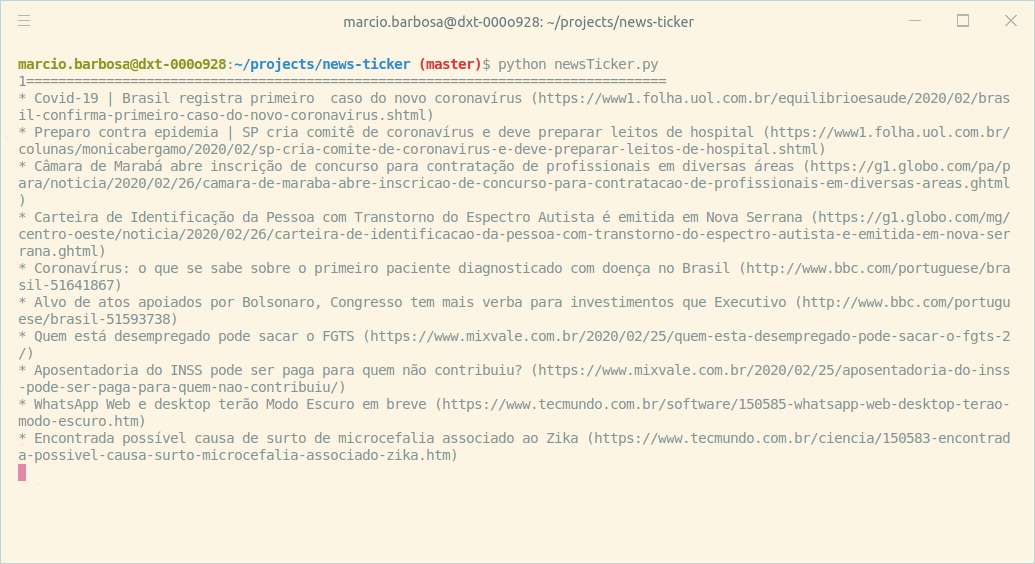 marcio.barbosa@dxt-000o928: ~/projects/news-ticker
marcio.barbosa@dxt-000o928:~/projects/news-ticker (master)$ python newsTicker.py
1================================================================================
* Covid-19 | Brasil registra primeiro  caso do novo coronavírus (https://www1.folha.uol.com.br/equilibrioesaude/2020/02/bras
il-confirma-primeiro-caso-do-novo-coronavirus.shtml)
* Preparo contra epidemia | SP cria comitê de coronavírus e deve preparar leitos de hospital (https://www1.folha.uol.com.br/
colunas/monicabergamo/2020/02/sp-cria-comite-de-coronavirus-e-deve-preparar-leitos-de-hospital.shtml)
* Câmara de Marabá abre inscrição de concurso para contratação de profissionais em diversas áreas (https://g1.globo.com/pa/p
ara/noticia/2020/02/26/camara-de-maraba-abre-inscricao-de-concurso-para-contratacao-de-profissionais-em-diversas-areas.ghtml
)
* Carteira de Identificação da Pessoa com Transtorno do Espectro Autista é emitida em Nova Serrana (https://g1.globo.com/mg/
centro-oeste/noticia/2020/02/26/carteira-de-identificacao-da-pessoa-com-transtorno-do-espectro-autista-e-emitida-em-nova-ser
rana.ghtml)
* Coronavírus: o que se sabe sobre o primeiro paciente diagnosticado com doença no Brasil (http://www.bbc.com/portuguese/bra
sil-51641867)
* Alvo de atos apoiados por Bolsonaro, Congresso tem mais verba para investimentos que Executivo (http://www.bbc.com/portugu
ese/brasil-51593738)
* Quem está desempregado pode sacar o FGTS (https://www.mixvale.com.br/2020/02/25/quem-esta-desempregado-pode-sacar-o-fgts-2
/)
* Aposentadoria do INSS pode ser paga para quem não contribuiu? (https://www.mixvale.com.br/2020/02/25/aposentadoria-do-inss
-pode-ser-paga-para-quem-nao-contribuiu/)
* WhatsApp Web e desktop terão Modo Escuro em breve (https://www.tecmundo.com.br/software/150585-whatsapp-web-desktop-terao-
modo-escuro.htm)
* Encontrada possível causa de surto de microcefalia associado ao Zika (https://www.tecmundo.com.br/ciencia/150583-encontrad
a-possivel-causa-surto-microcefalia-associado-zika.htm)